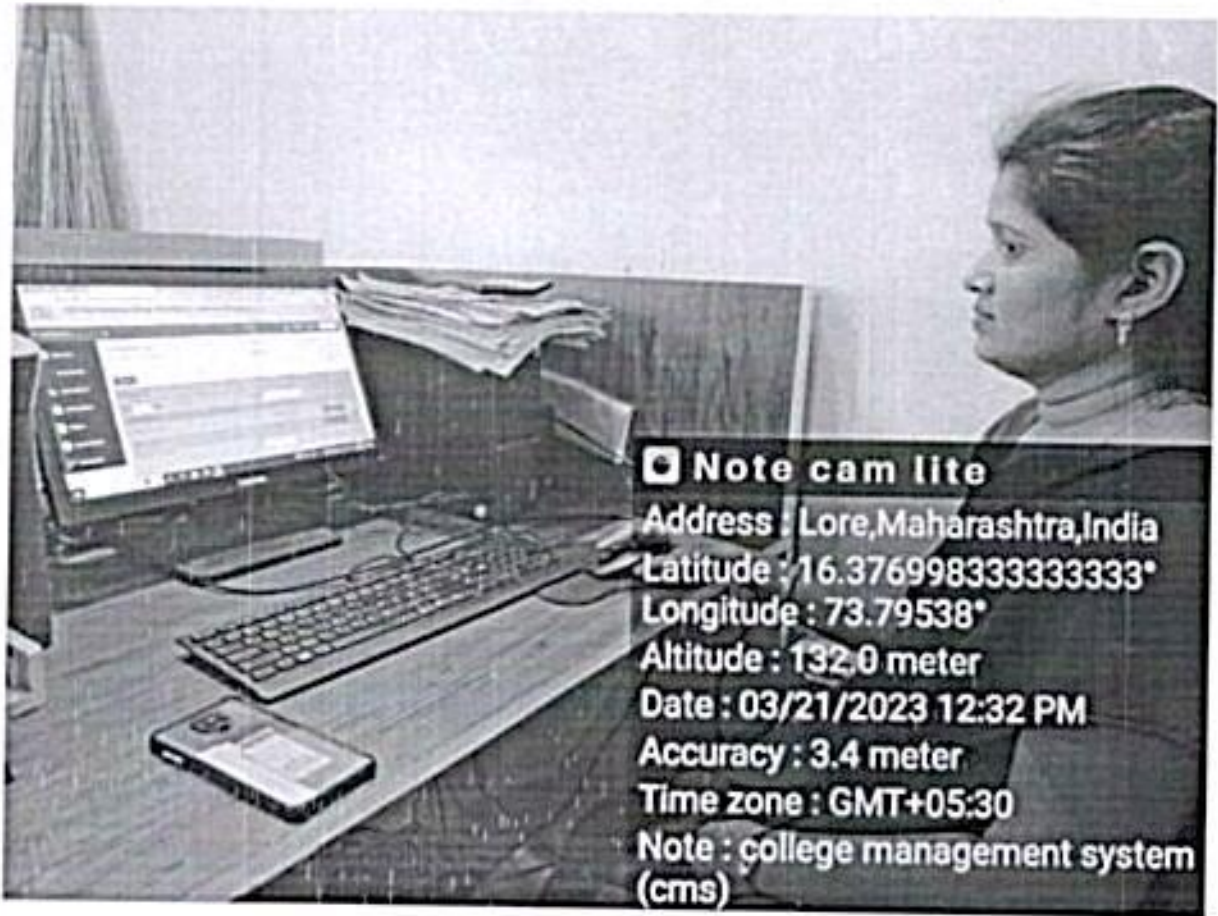 Note cam lite
Address : Lore,Maharashtra,India
Latitude : 16.376998333333333°
Longitude : 73.79538°
Altitude : 132.0 meter
Date : 03/21/2023 12:32 PM
Accuracy : 3.4 meter
Time zone : GMT+05:30
Note : college management system
(cms)